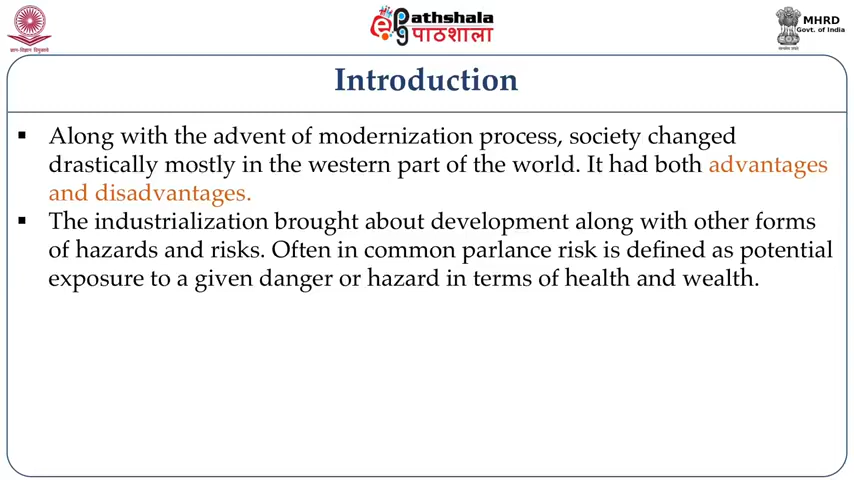 ePathshala
पाठशाला
MHRD
Govt. of India
Introduction
▪ Along with the advent of modernization process, society changed
drastically mostly in the western part of the world. It had both advantages
and disadvantages.
▪ The industrialization brought about development along with other forms
of hazards and risks. Often in common parlance risk is defined as potential
exposure to a given danger or hazard in terms of health and wealth.